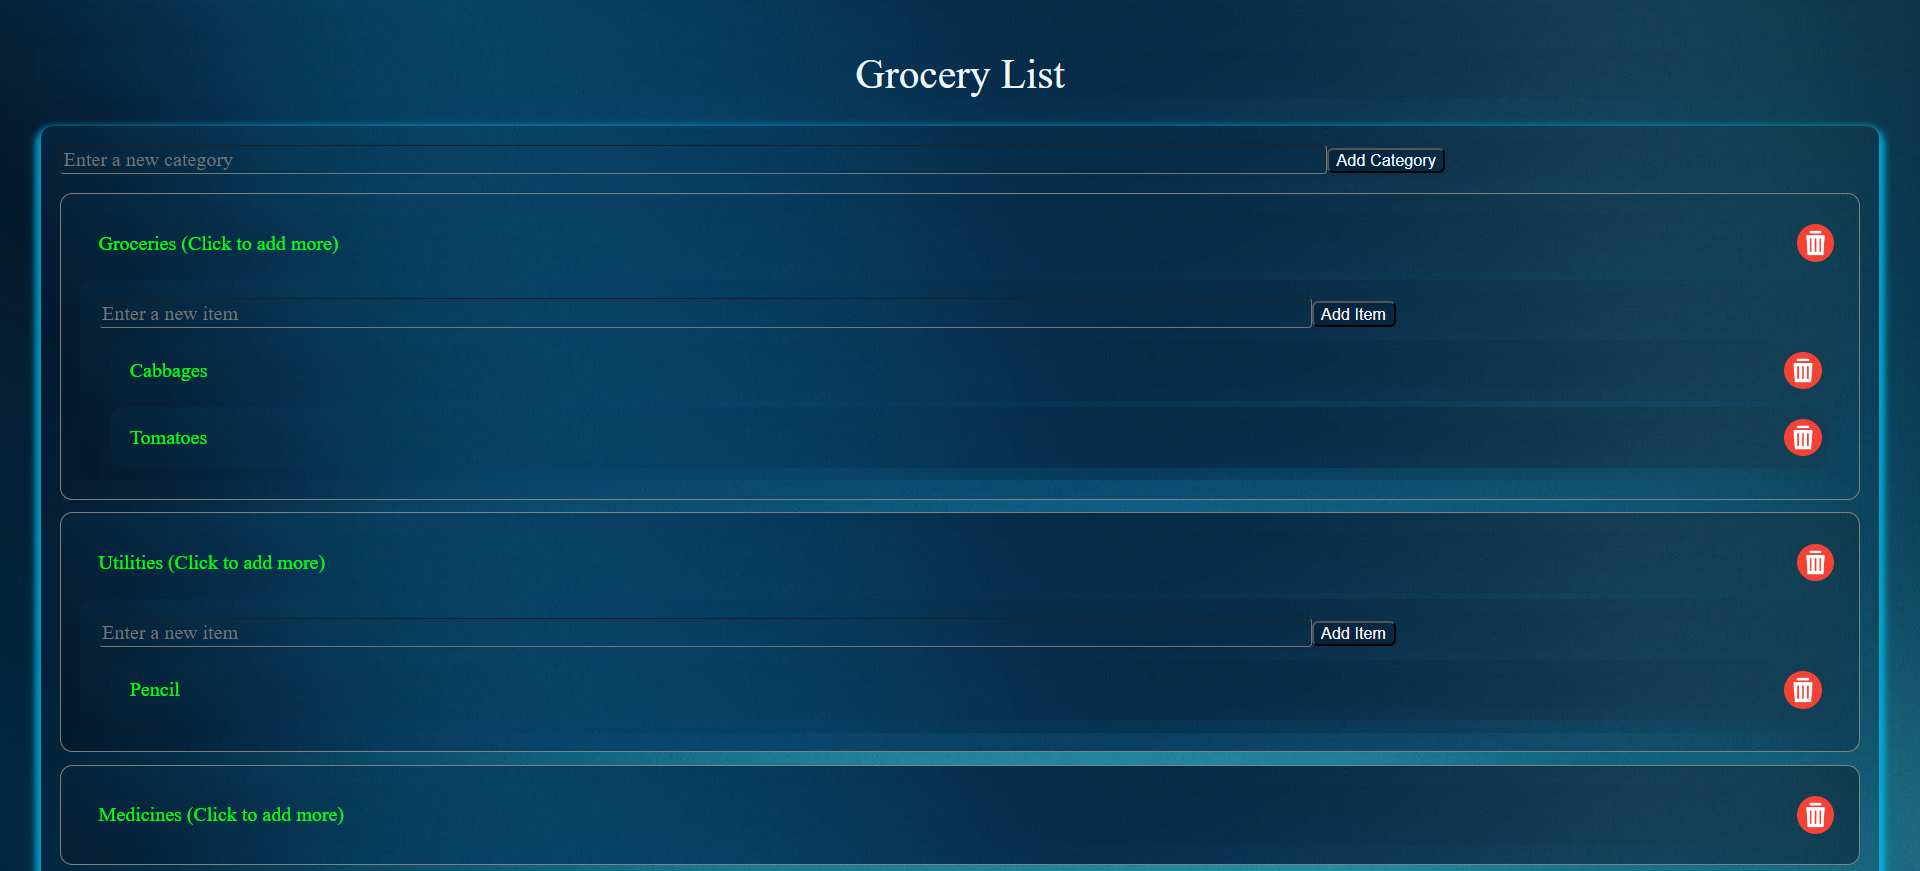 Grocery List
Enter a new category Add Category
Groceries (Click to add more)
Enter a new item Add Item
Cabbages
Tomatoes
Utilities (Click to add more)
Enter a new item Add Item
Pencil
Medicines (Click to add more)